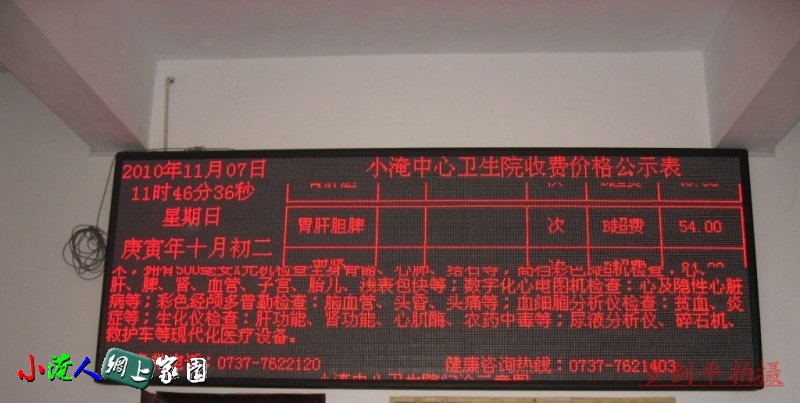 2010年11月07日
11时46分36秒
星期日
庚寅年十月初二
小淹中心卫生院收费价格公示表
次
胃肝胆脾 次 B超费 54.00
次
肝、脾、肾、血管、子宫、胎儿、浅表包快等；数字化心电图机检查：心及隐性心脏
病等；彩色经颅多普勒检查：脑血管、头昏、头痛等；血细胞分析仪检查：贫血、炎
症等；生化仪检查：肝功能、肾功能、心肌酶、农药中毒等；尿液分析仪、碎石机、
救护车等现代化医疗设备。
0737-7622120 健康咨询热线：0737-7621403
小淹人網上家園
平拍摄